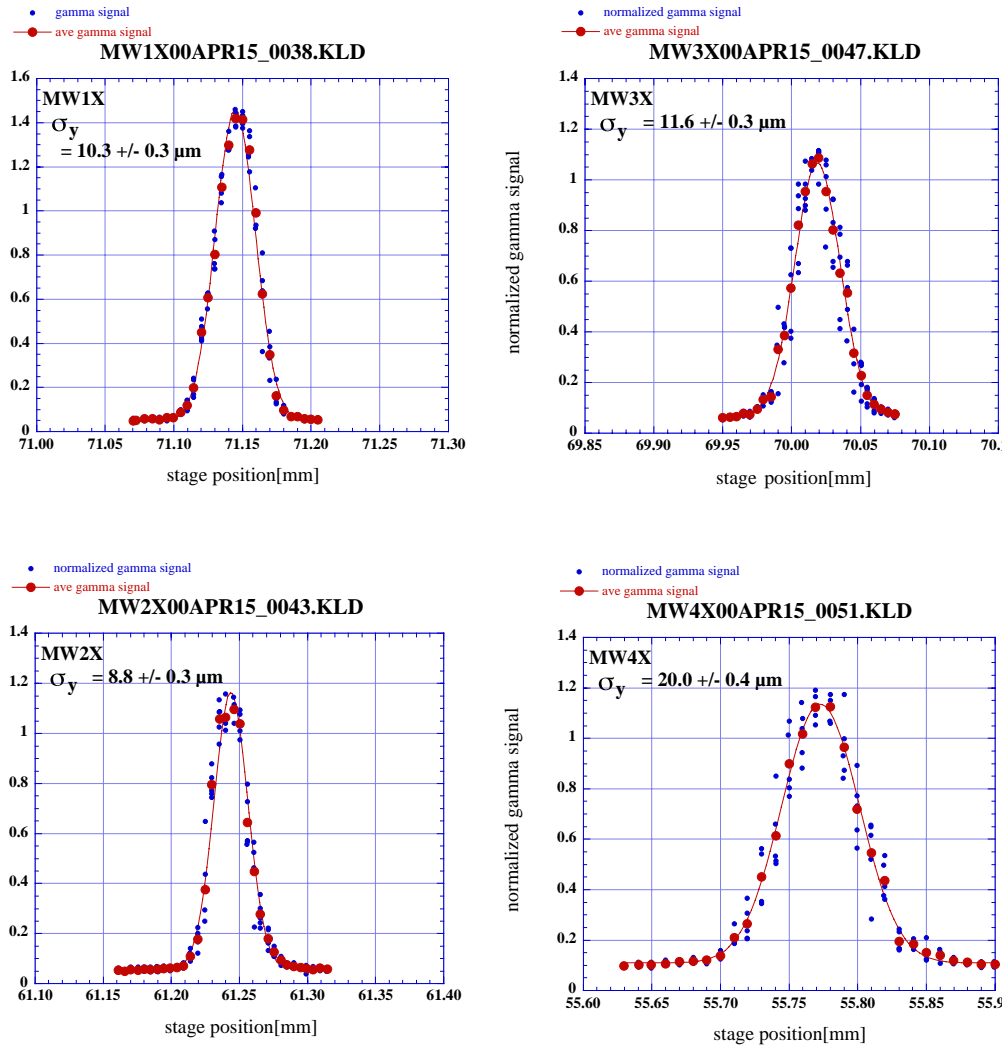 gamma signal
ave gamma signal
MW1X00APR15_0038.KLD
MW1X
σy
= 10.3 +/- 0.3 µm
1.6
1.4
1.2
1
0.8
0.6
0.4
0.2
0
71.00 71.05 71.10 71.15 71.20 71.25 71.30
stage position[mm]
normalized gamma signal
ave gamma signal
MW3X00APR15_0047.KLD
MW3X
σy = 11.6 +/- 0.3 µm
normalized gamma signal
1.4
1.2
1
0.8
0.6
0.4
0.2
0
69.85 69.90 69.95 70.00 70.05 70.10
stage position[mm]
normalized gamma signal
ave gamma signal
MW2X00APR15_0043.KLD
MW2X
σy = 8.8 +/- 0.3 µm
1.4
1.2
1
0.8
0.6
0.4
0.2
0
61.10 61.15 61.20 61.25 61.30 61.35 61.40
stage position[mm]
normalized gamma signal
ave gamma signal
MW4X00APR15_0051.KLD
MW4X
σy = 20.0 +/- 0.4 µm
normalized gamma signal
1.4
1.2
1
0.8
0.6
0.4
0.2
0
55.60 55.65 55.70 55.75 55.80 55.85
stage position[mm]